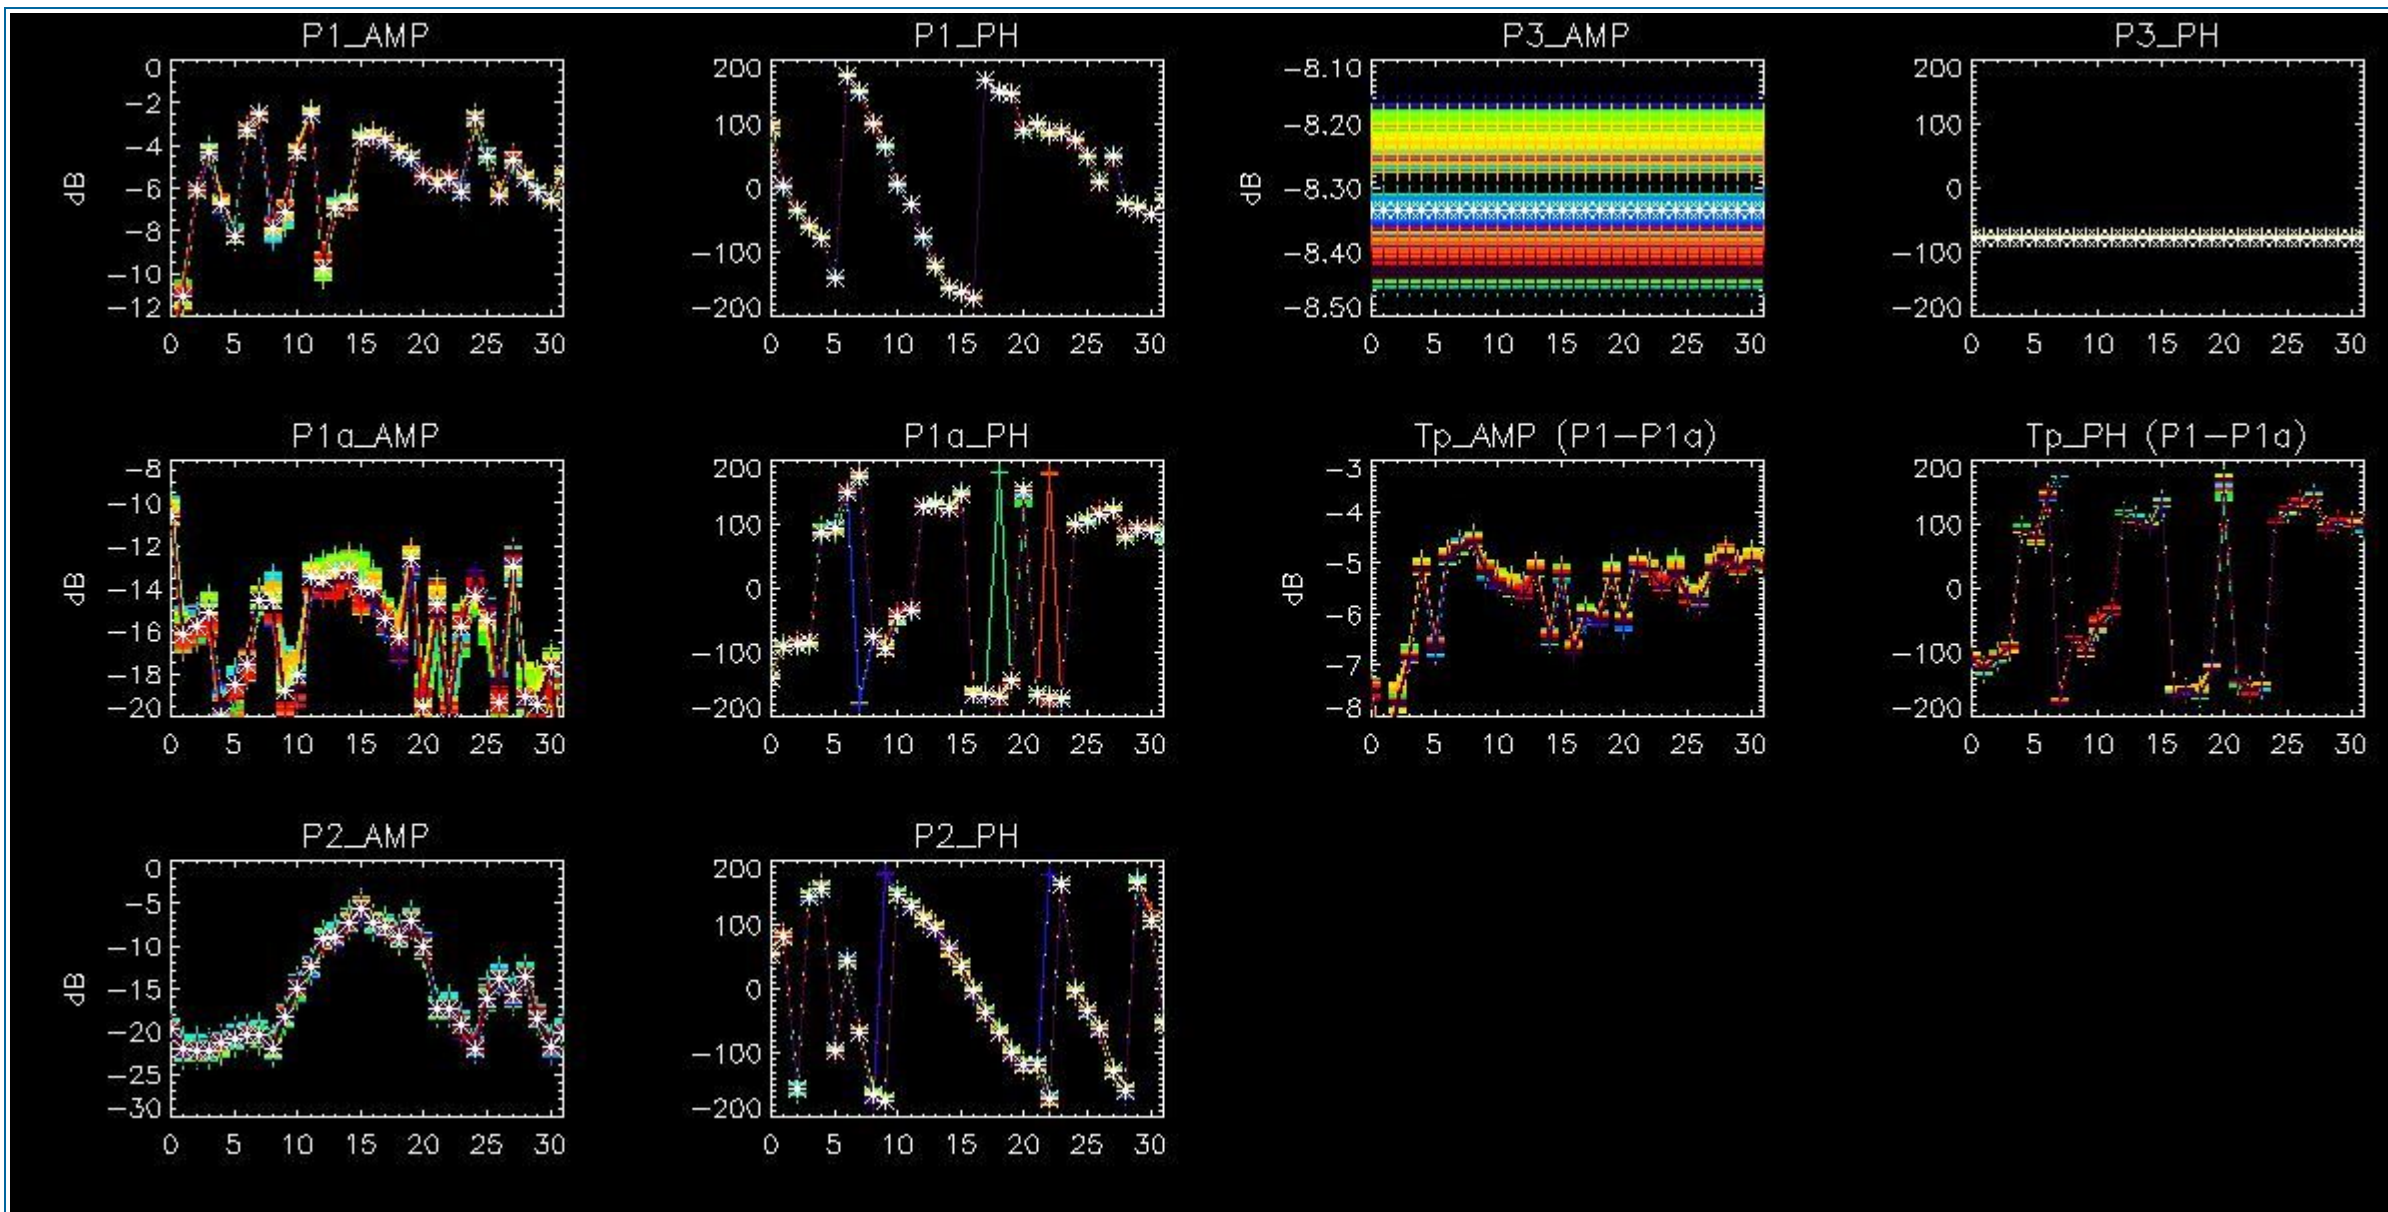 P1_AMP
0
−2
−4
−6
−8
−10
−12
dB
0 5 10 15 20 25 30
P1_PH
200
100
0
−100
−200
0 5 10 15 20 25 30
P3_AMP
−8.10
−8.20
−8.30
−8.40
−8.50
dB
0 5 10 15 20 25 30
P3_PH
200
100
0
−100
−200
0 5 10 15 20 25 30
P1a_AMP
−8
−10
−12
−14
−16
−18
−20
dB
0 5 10 15 20 25 30
P1a_PH
200
100
0
−100
−200
0 5 10 15 20 25 30
Tp_AMP (P1−P1a)
−3
−4
−5
−6
−7
−8
dB
0 5 10 15 20 25 30
Tp_PH (P1−P1a)
200
100
0
−100
−200
0 5 10 15 20 25 30
P2_AMP
0
−5
−10
−15
−20
−25
−30
dB
0 5 10 15 20 25 30
P2_PH
200
100
0
−100
−200
0 5 10 15 20 25 30